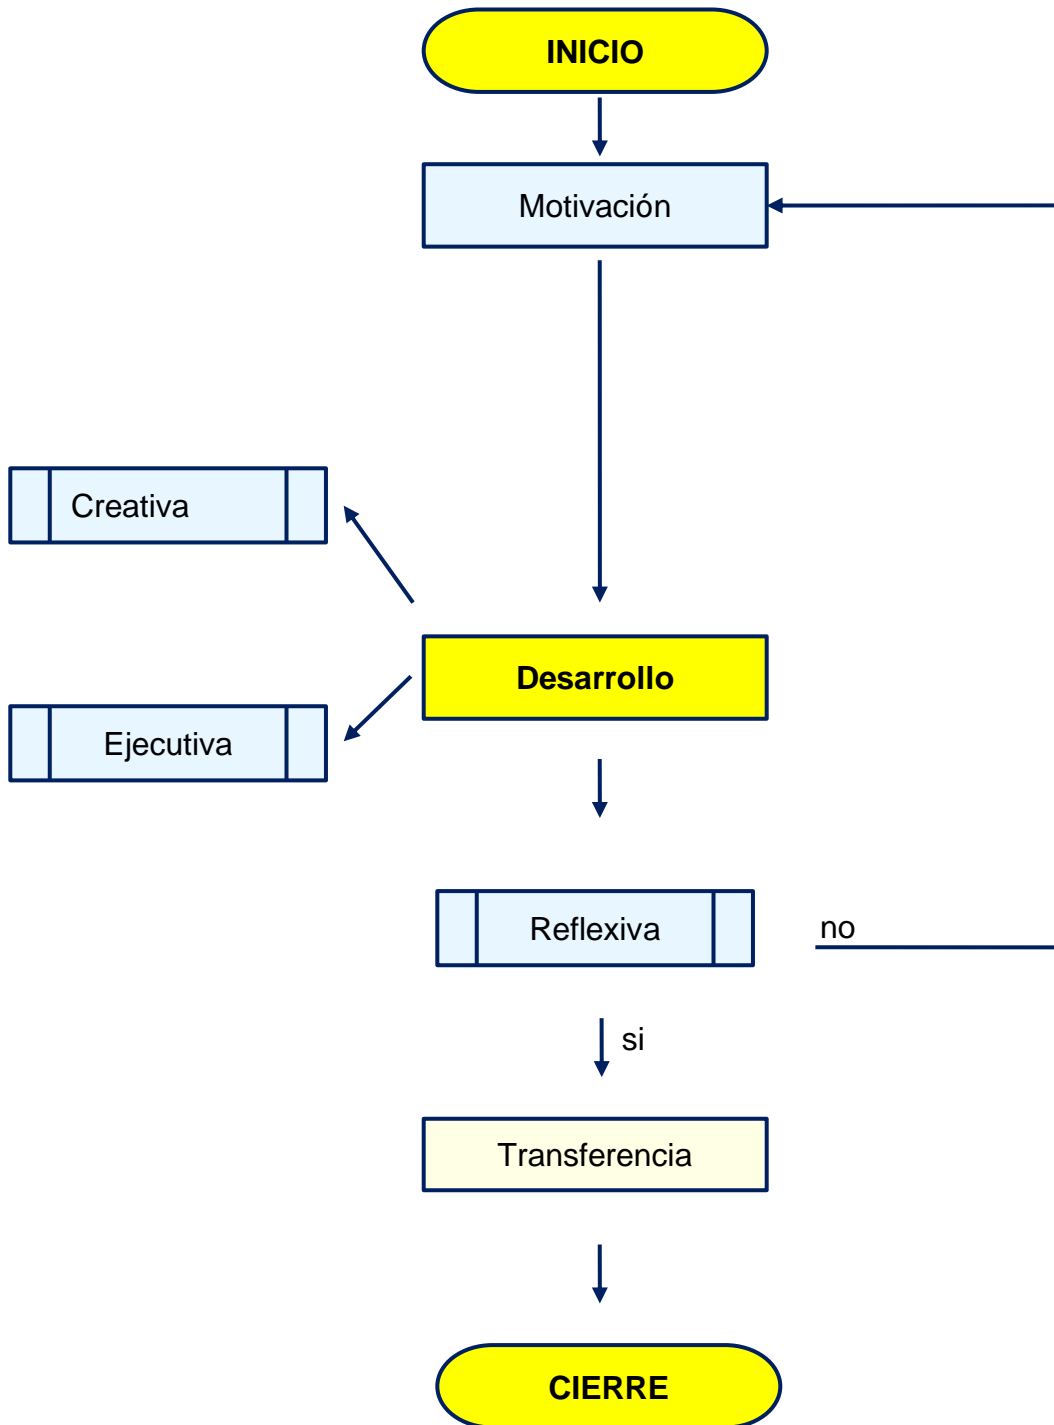 INICIO
Motivación
Creativa
Desarrollo
Ejecutiva
Reflexiva
no
si
Transferencia
CIERRE